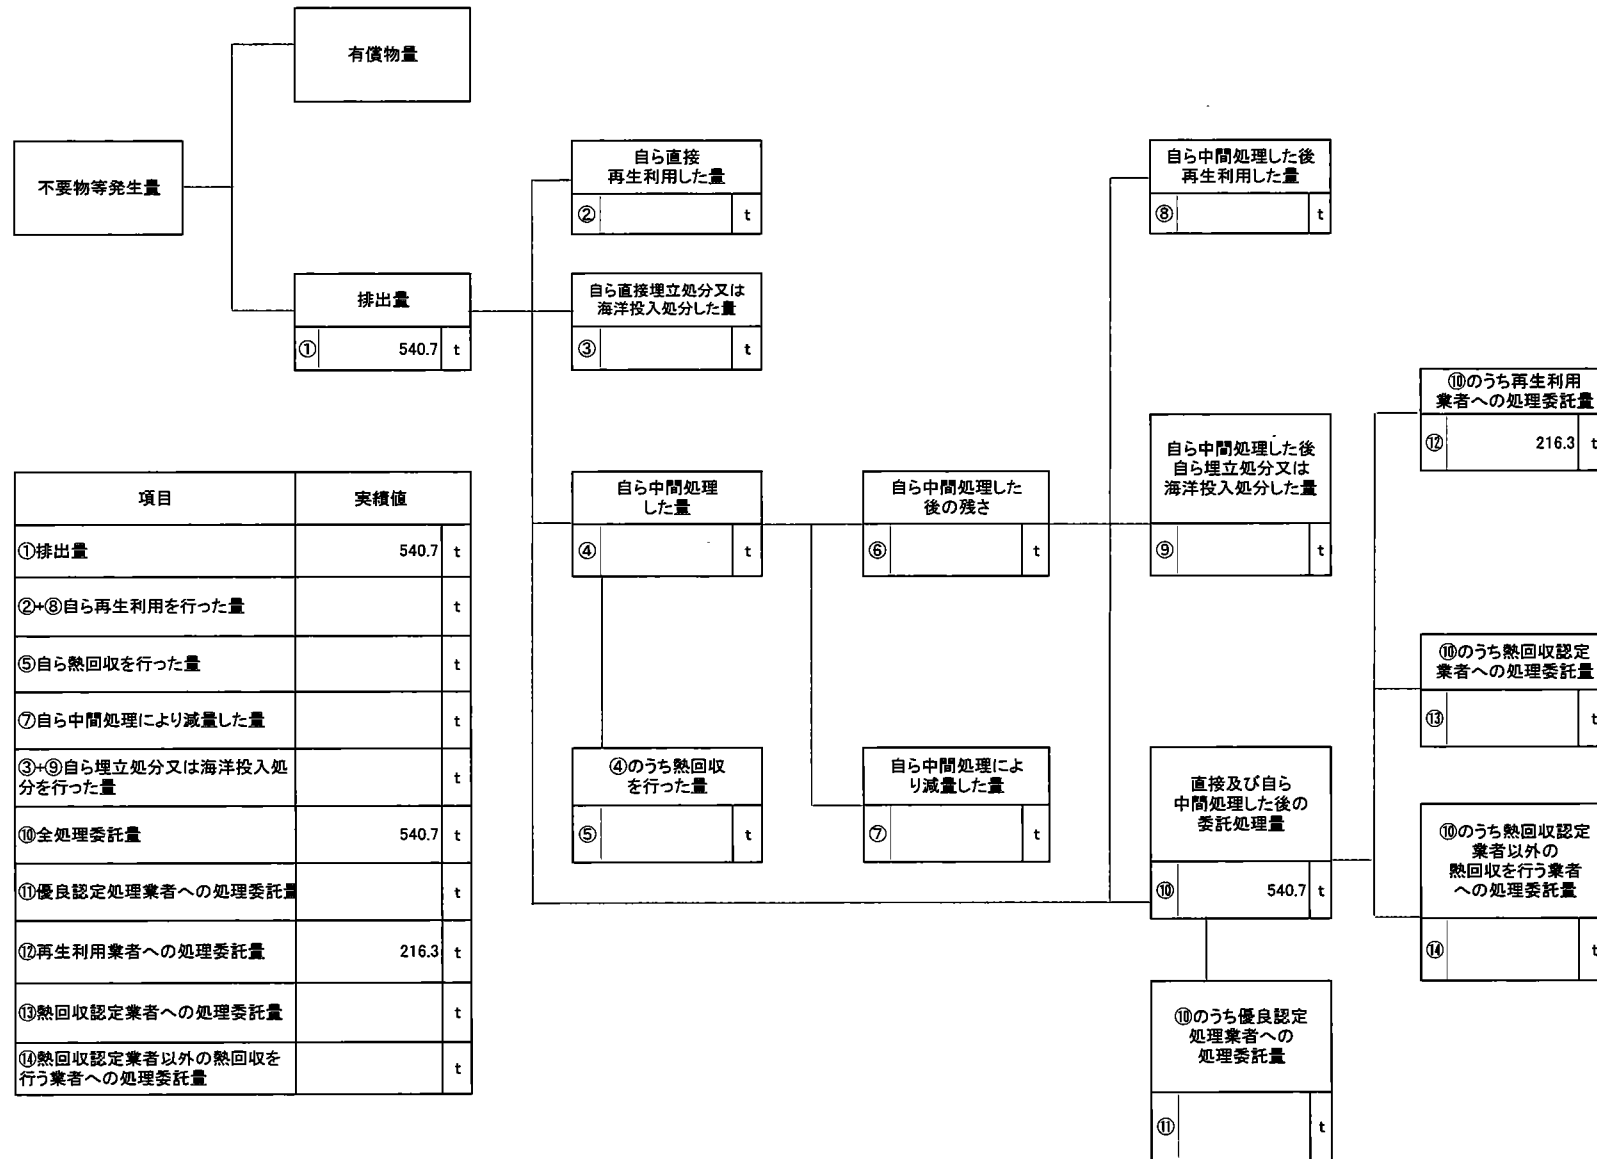 有償物量
不要物等発生量
排出量
① 540.7 t
自ら直接
再生利用した量
② t
自ら直接埋立処分又は
海洋投入処分した量
③ t
自ら中間処理
した量
④ t
④のうち熱回収
を行った量
⑤ t
自ら中間処理した
後の残さ
⑥ t
自ら中間処理によ
り減量した量
⑦ t
自ら中間処理した後
再生利用した量
⑧ t
自ら中間処理した後
自ら埋立処分又は
海洋投入処分した量
⑨ t
直接及び自ら
中間処理した後の
委託処理量
⑩ 540.7 t
⑩のうち優良認定
処理業者への
処理委託量
⑪ t
⑩のうち再生利用
業者への処理委託量
⑫ 216.3 t
⑩のうち熱回収認定
業者への処理委託量
⑬ t
⑩のうち熱回収認定
業者以外の
熱回収を行う業者
への処理委託量
⑭ t
項目 実績値
①排出量 540.7 t
②+⑧自ら再生利用を行った量 t
⑤自ら熱回収を行った量 t
⑦自ら中間処理により減量した量 t
③+⑨自ら埋立処分又は海洋投入処
分を行った量 t
⑩全処理委託量 540.7 t
⑪優良認定処理業者への処理委託量 t
⑫再生利用業者への処理委託量 216.3 t
⑬熱回収認定業者への処理委託量 t
⑭熱回収認定業者以外の熱回収を
行う業者への処理委託量 t